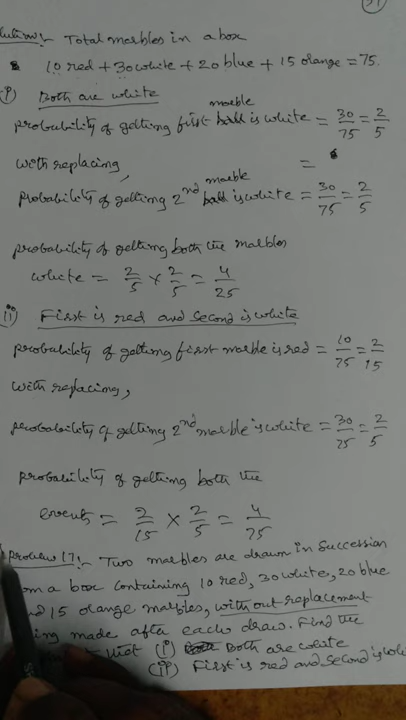 Solution:- Total marbles in a box
10 red + 30 white + 20 blue + 15 orange = 75.
(i) Both are white
marble
probability of getting first ball is white = 30/75 = 2/5
with replacing, =
marble
probability of getting 2nd ball is white = 30/75 = 2/5
probability of getting both the marbles
white = 2/5 × 2/5 = 4/25
(ii) First is red and Second is white
probability of getting first marble is red = 10/75 = 2/15
with replacing,
probability of getting 2nd marble is white = 30/75 = 2/5
probability of getting both the
events = 2/15 × 2/5 = 4/75
Problem 17:- Two marbles are drawn in Succession
from a box containing 10 red, 30 white, 20 blue
and 15 orange marbles, with out replacement
being made after each draw. Find the
that (i) Both are white
(ii) First is red and Second is white